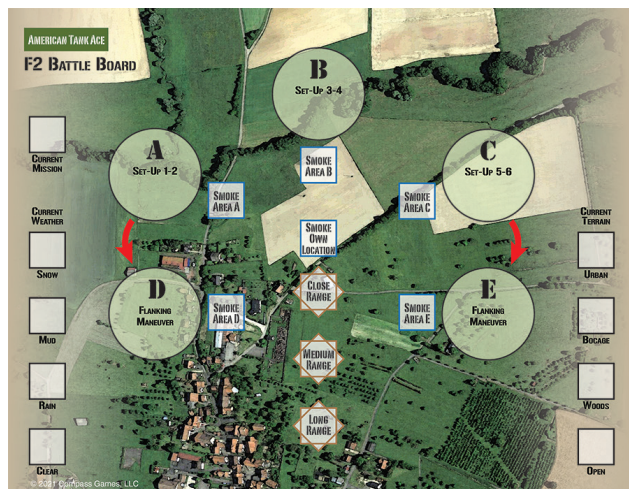 American Tank Ace
F2 Battle Board
B
Set-Up 3-4
A
Set-Up 1-2
C
Set-Up 5-6
Current
Mission
Smoke
Area B
Smoke
Area A
Smoke
Area C
Current
Weather
Current
Terrain
Smoke
Own
Location
Snow
Urban
D
Flanking
Maneuver
Close
Range
E
Flanking
Maneuver
Smoke
Area D
Smoke
Area E
Mud
Bocage
Medium
Range
Rain
Woods
Long
Range
Clear
Open
© 2021 Compass Games, LLC